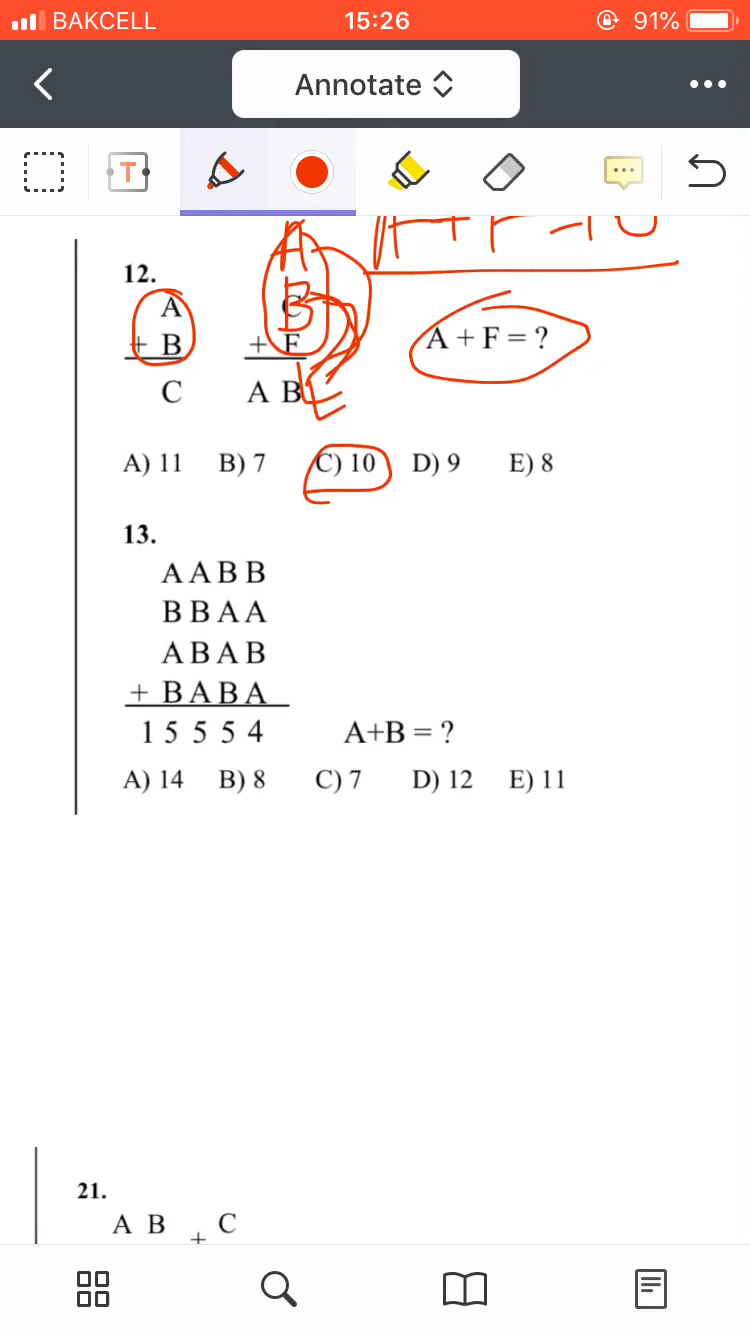 BAKCELL 15:26 91%
Annotate
T
12.
A
+ B
C
C
+ F
A B
A + F = ?
A
B
A) 11 B) 7 C) 10 D) 9 E) 8
13.
A A B B
B B A A
A B A B
+ B A B A
1 5 5 5 4 A+B = ?
A) 14 B) 8 C) 7 D) 12 E) 11
21.
A B + C